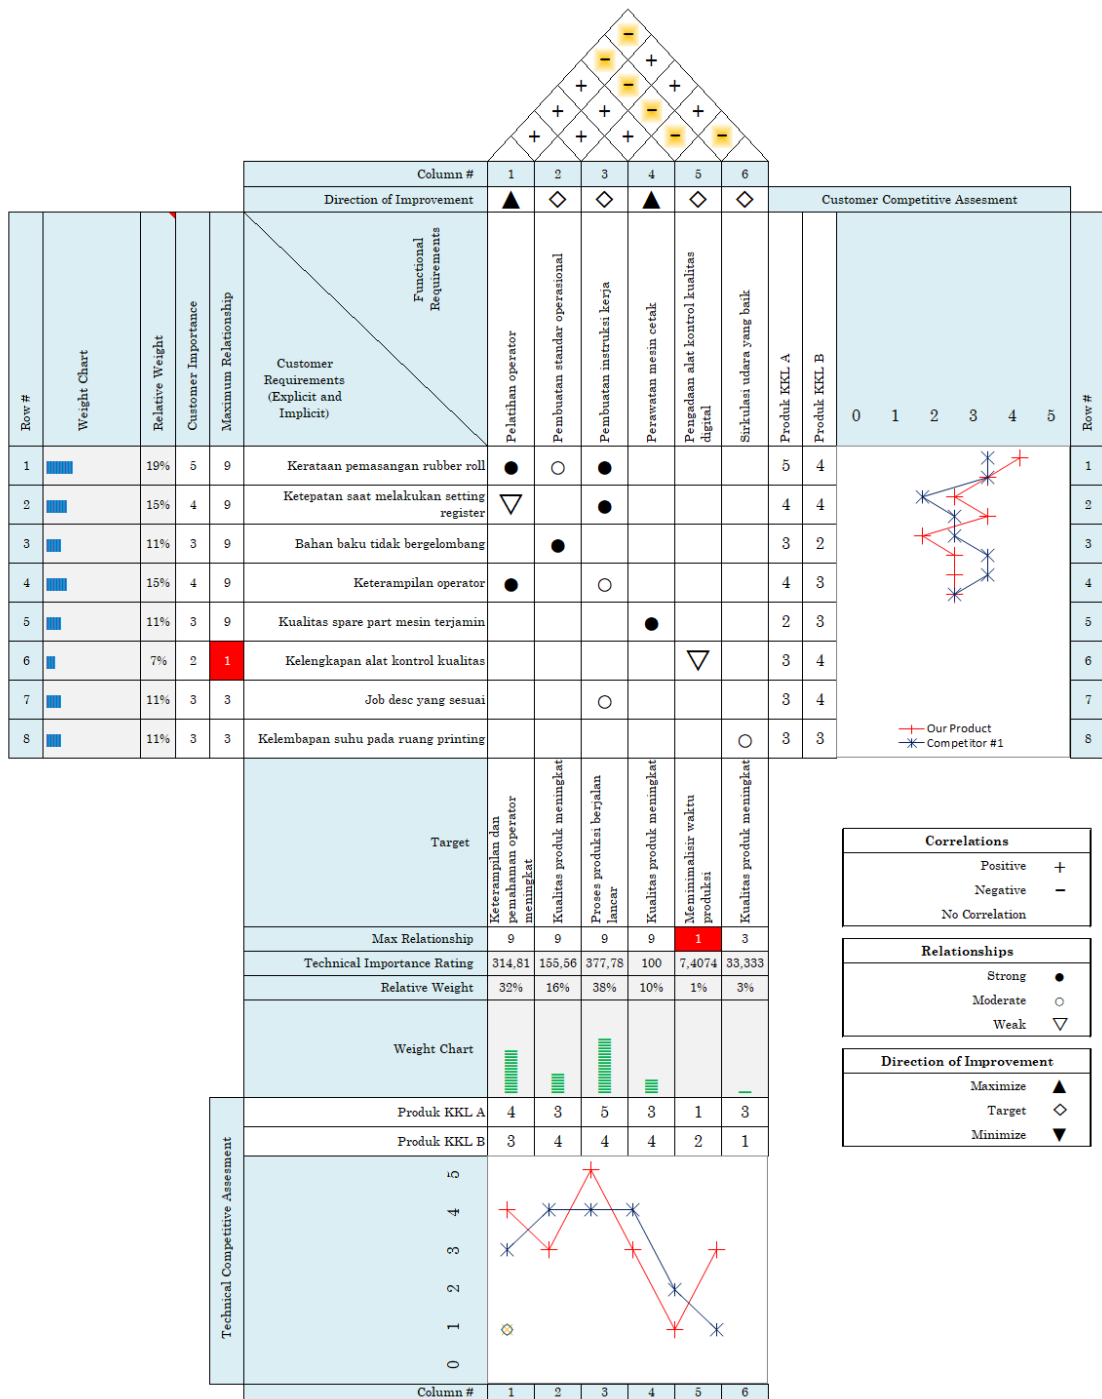 − 
− +
+ − +
+ + − +
+ + + − −
Column # 1 2 3 4 5 6
Direction of Improvement ▲ ◇ ◇ ▲ ◇ ◇ Customer Competitive Assesment
Row #
Weight Chart
Relative Weight
Customer Importance
Maximum Relationship
Functional
Requirements
Customer
Requirements
(Explicit and
Implicit)
Pelatihan operator
Pembuatan standar operasional
Pembuatan instruksi kerja
Perawatan mesin cetak
Pengadaan alat kontrol kualitas
digital
Sirkulasi udara yang baik
Produk KKL A
Produk KKL B
0 1 2 3 4 5
Row #
1 19% 5 9 Kerataan pemasangan rubber roll ● ○ ● 5 4 1
2 15% 4 9 Ketepatan saat melakukan setting
register ▽ ● 4 4 2
3 11% 3 9 Bahan baku tidak bergelombang ● 3 2 3
4 15% 4 9 Keterampilan operator ● ○ 4 3 4
5 11% 3 9 Kualitas spare part mesin terjamin ● 2 3 5
6 7% 2 1 Kelengkapan alat kontrol kualitas ▽ 3 4 6
7 11% 3 3 Job desc yang sesuai ○ 3 4 7
8 11% 3 3 Kelembapan suhu pada ruang printing ○ 3 3 8
Our Product
Competitor #1
Target
Keterampilan dan
pemahaman operator
meningkat
Kualitas produk meningkat
Proses produksi berjalan
lancar
Kualitas produk meningkat
Meminimalisir waktu
produksi
Kualitas produk meningkat
Max Relationship 9 9 9 9 1 3
Technical Importance Rating 314,81 155,56 377,78 100 7,4074 33,333
Relative Weight 32% 16% 38% 10% 1% 3%
Weight Chart
Technical Competitive Assesment
Produk KKL A 4 3 5 3 1 3
Produk KKL B 3 4 4 4 2 1
5
4
3
2
1
0
Column # 1 2 3 4 5 6
Correlations
Positive +
Negative −
No Correlation
Relationships
Strong ●
Moderate ○
Weak ▽
Direction of Improvement
Maximize ▲
Target ◇
Minimize ▼